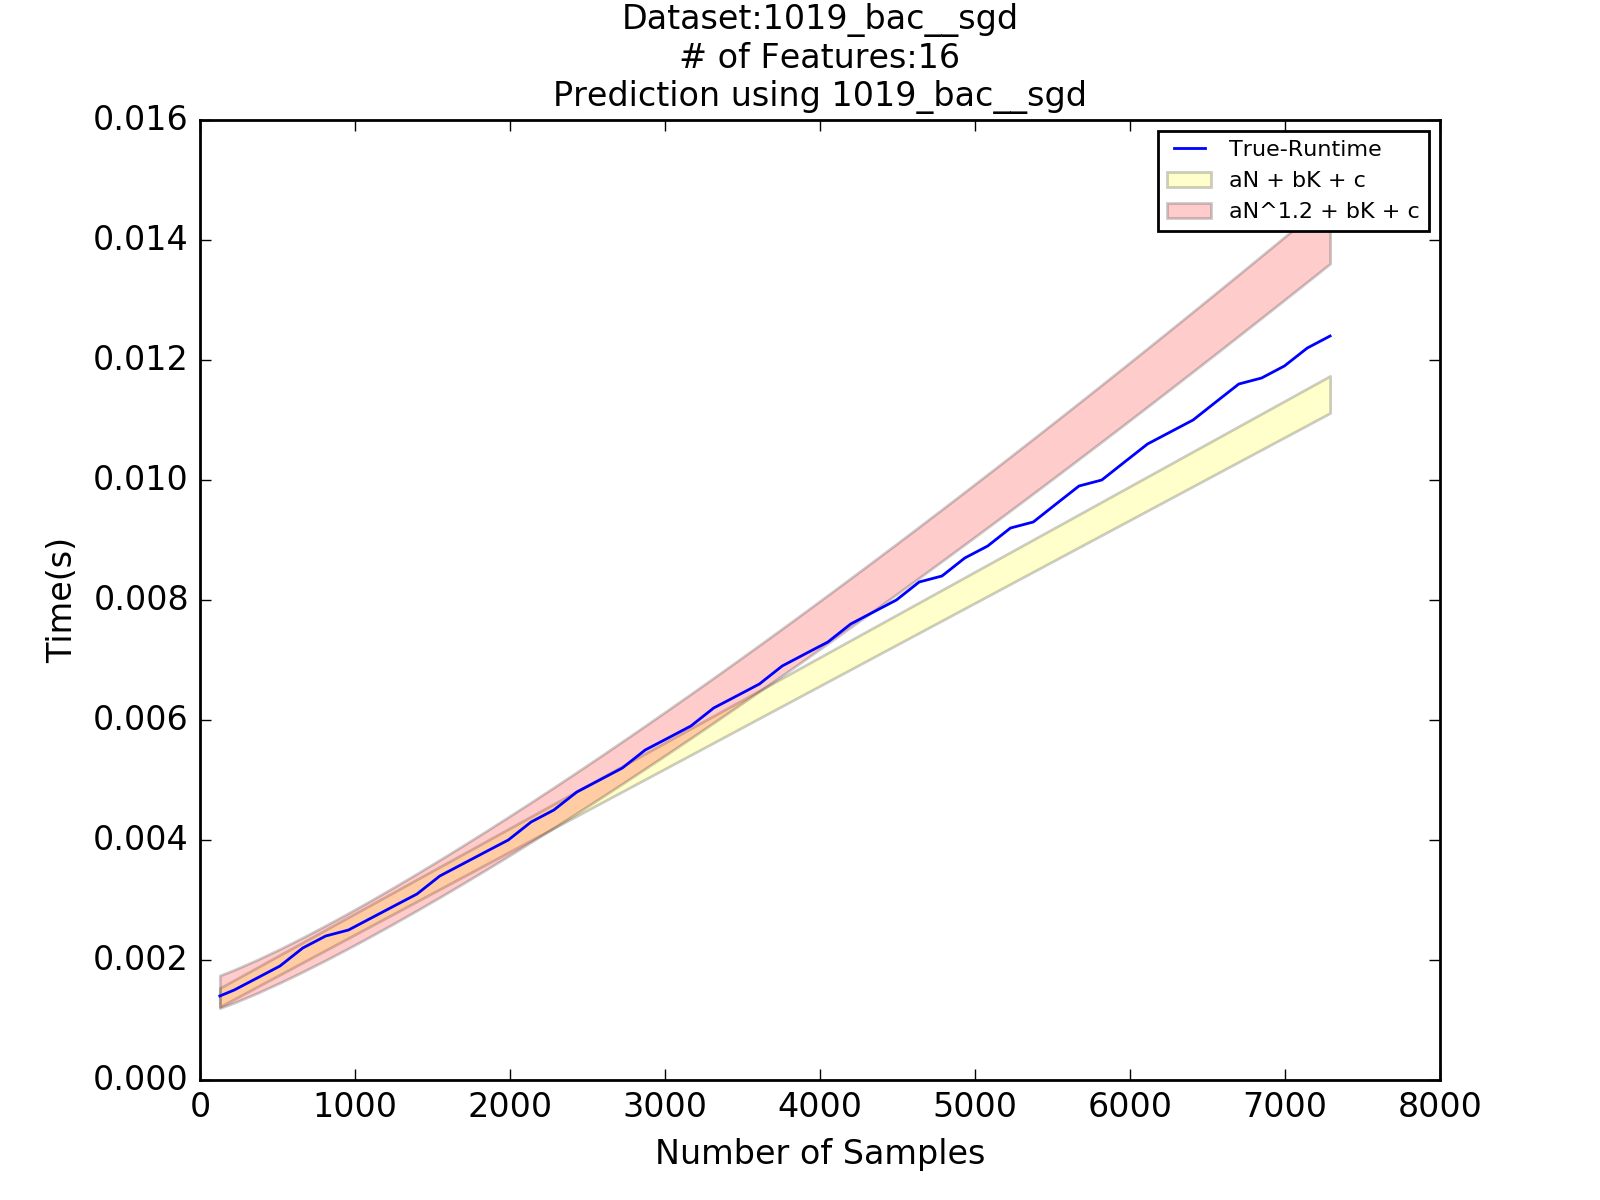 Dataset:1019_bac__sgd
# of Features:16
Prediction using 1019_bac__sgd
True-Runtime
aN + bK + c
aN^1.2 + bK + c
0.016
0.014
0.012
0.010
0.008
0.006
0.004
0.002
0.000
Time(s)
0 1000 2000 3000 4000 5000 6000 7000 8000
Number of Samples